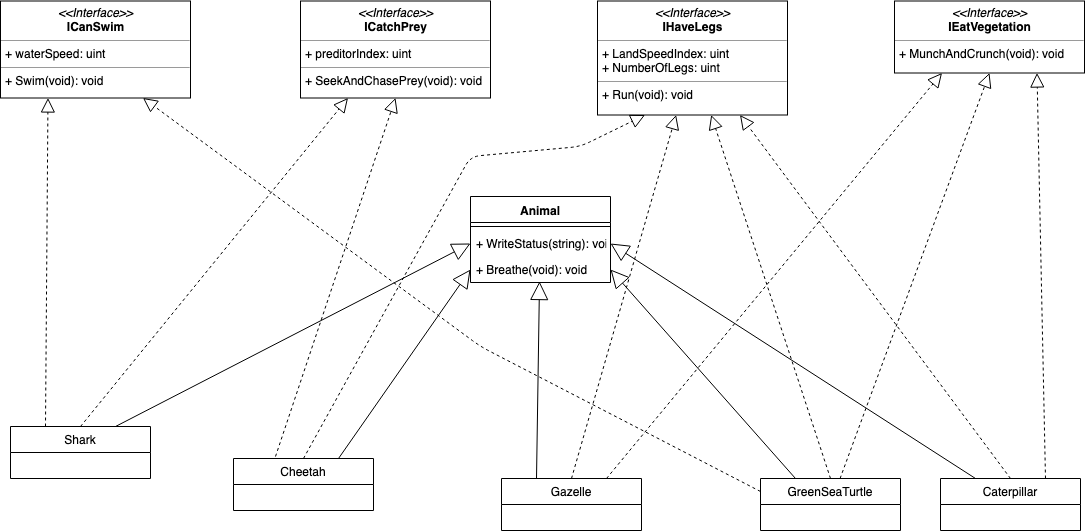 <<Interface>>
ICanSwim
+ waterSpeed: uint
+ Swim(void): void
<<Interface>>
ICatchPrey
+ preditorIndex: uint
+ SeekAndChasePrey(void): void
<<Interface>>
IHaveLegs
+ LandSpeedIndex: uint
+ NumberOfLegs: uint
+ Run(void): void
<<Interface>>
IEatVegetation
+ MunchAndCrunch(void): void
Animal
+ WriteStatus(string): voi
+ Breathe(void): void
Shark
Cheetah
Gazelle
GreenSeaTurtle
Caterpillar